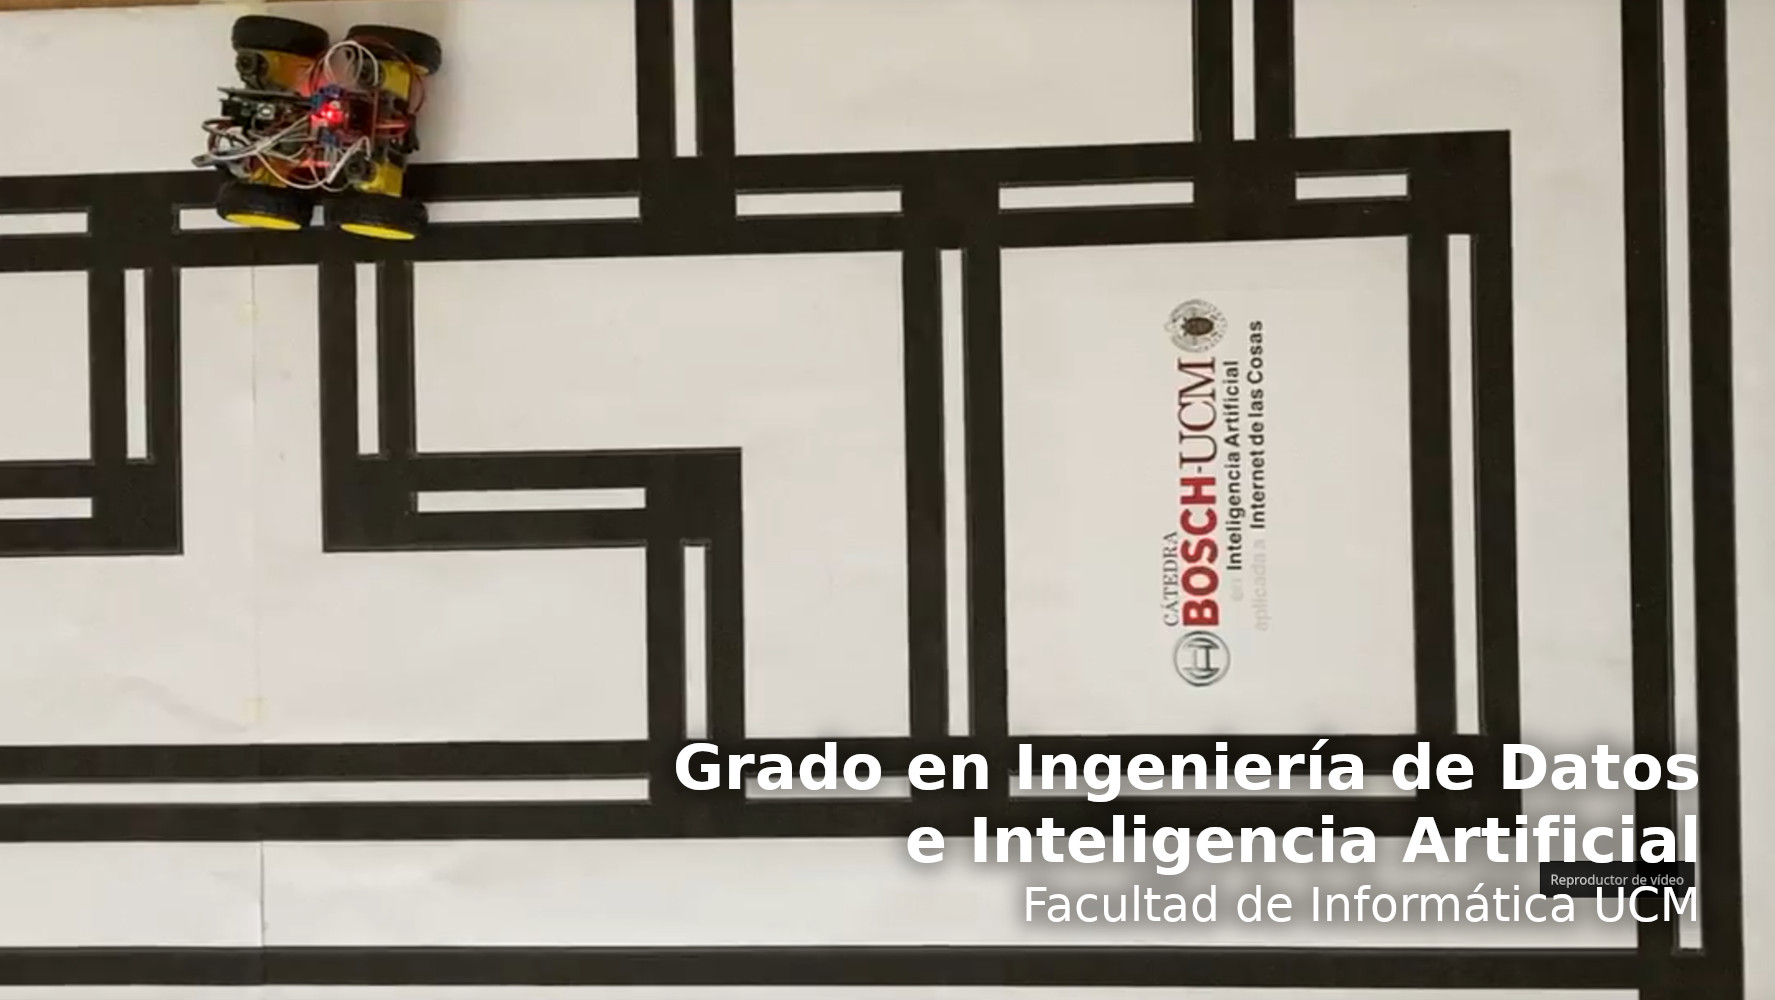 CÁTEDRA
BOSCH-UCM
en Inteligencia Artificial
aplicada a Internet de las Cosas
Grado en Ingeniería de Datos
e Inteligencia Artificial
Reproductor de vídeo
Facultad de Informática UCM